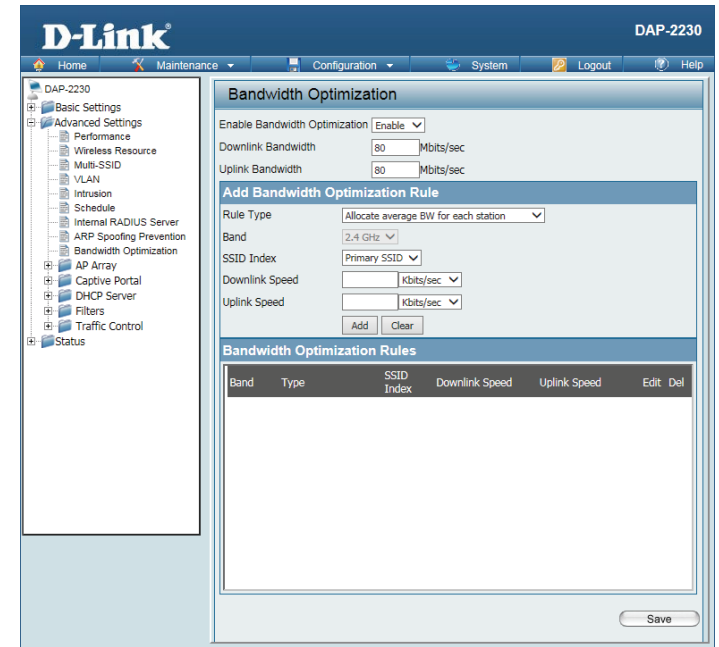 D-Link®
DAP-2230
Home Maintenance Configuration System Logout Help
DAP-2230
Basic Settings
Advanced Settings
Performance
Wireless Resource
Multi-SSID
VLAN
Intrusion
Schedule
Internal RADIUS Server
ARP Spoofing Prevention
Bandwidth Optimization
AP Array
Captive Portal
DHCP Server
Filters
Traffic Control
Status
Bandwidth Optimization
Enable Bandwidth Optimization Enable
Downlink Bandwidth 80 Mbits/sec
Uplink Bandwidth 80 Mbits/sec
Add Bandwidth Optimization Rule
Rule Type Allocate average BW for each station
Band 2.4 GHz
SSID Index Primary SSID
Downlink Speed Kbits/sec
Uplink Speed Kbits/sec
Add Clear
Bandwidth Optimization Rules
Band Type SSID Index Downlink Speed Uplink Speed Edit Del
Save